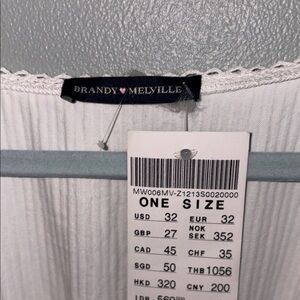 BRANDY♥MELVILLE
MW006MV-Z1213S0020000
ONE SIZE
USD 32 EUR 32
GBP 27 NOK SEK 352
CAD 45 CHF 35
SGD 50 THB 1056
HKD 320 CNY 200